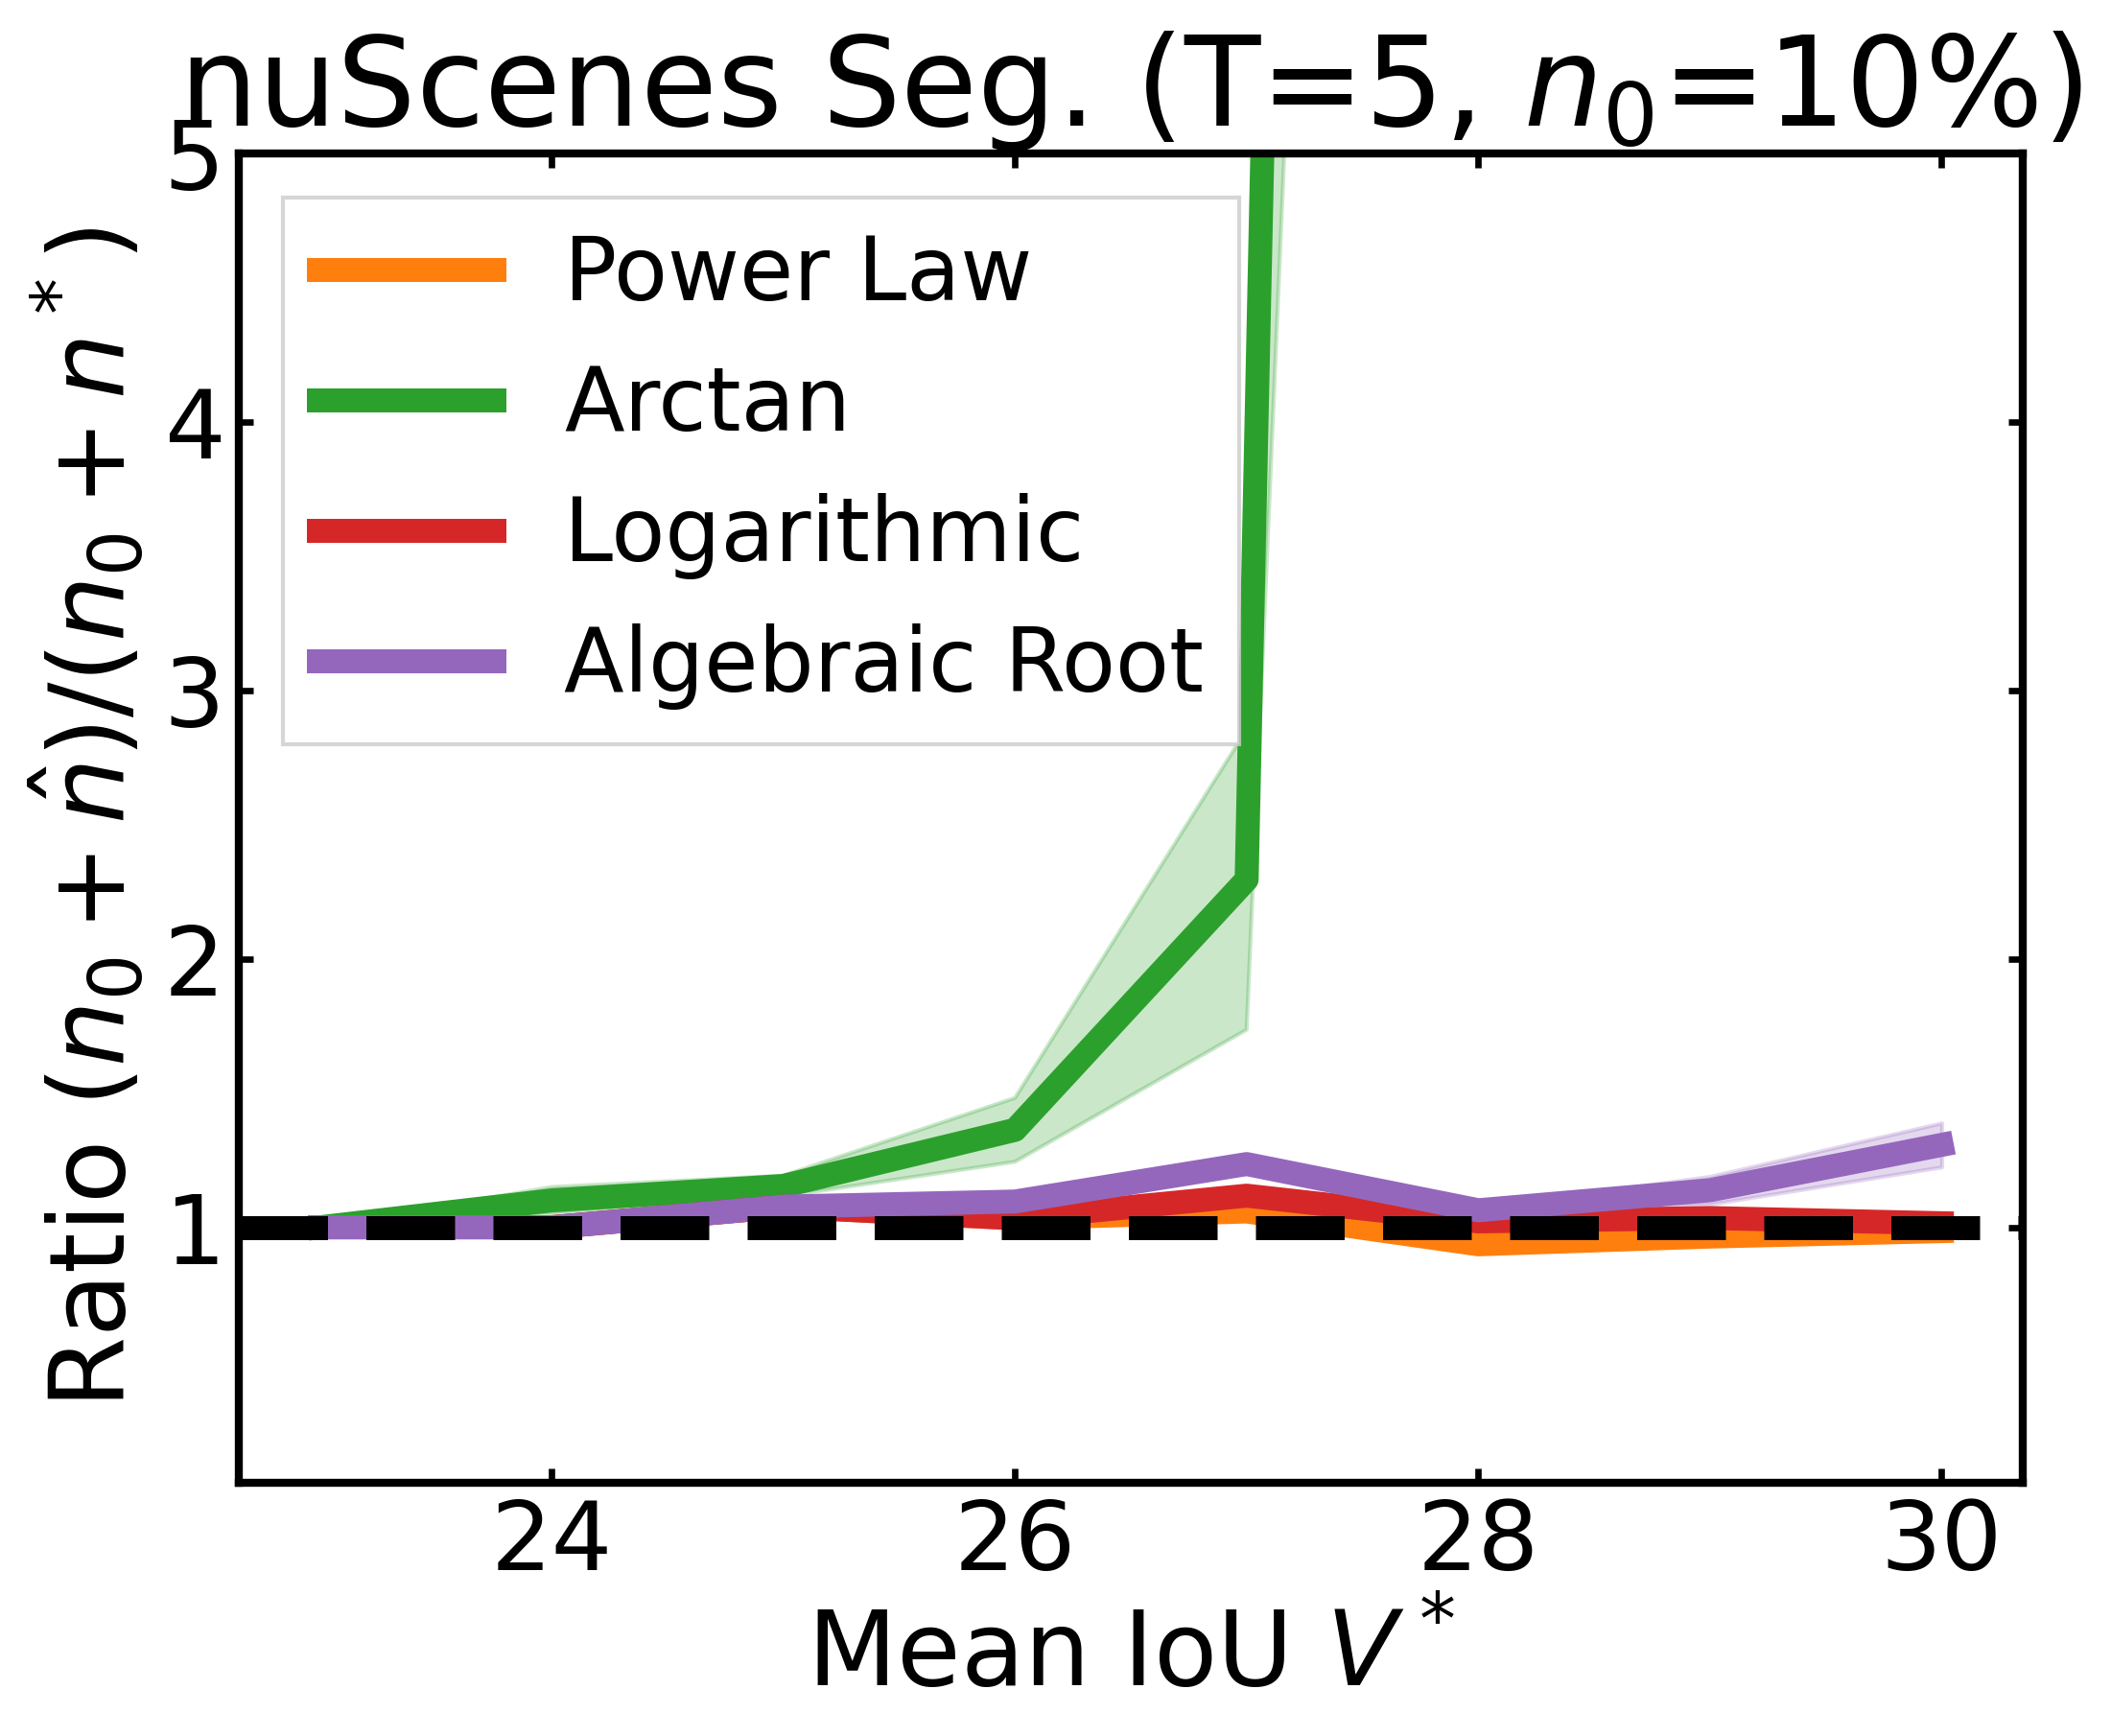 nuScenes Seg. (T=5, n₀=10%)
Ratio (n₀ + n̂)/(n₀ + n*)
5
4
3
2
1
Power Law
Arctan
Logarithmic
Algebraic Root
24 26 28 30
Mean IoU V*